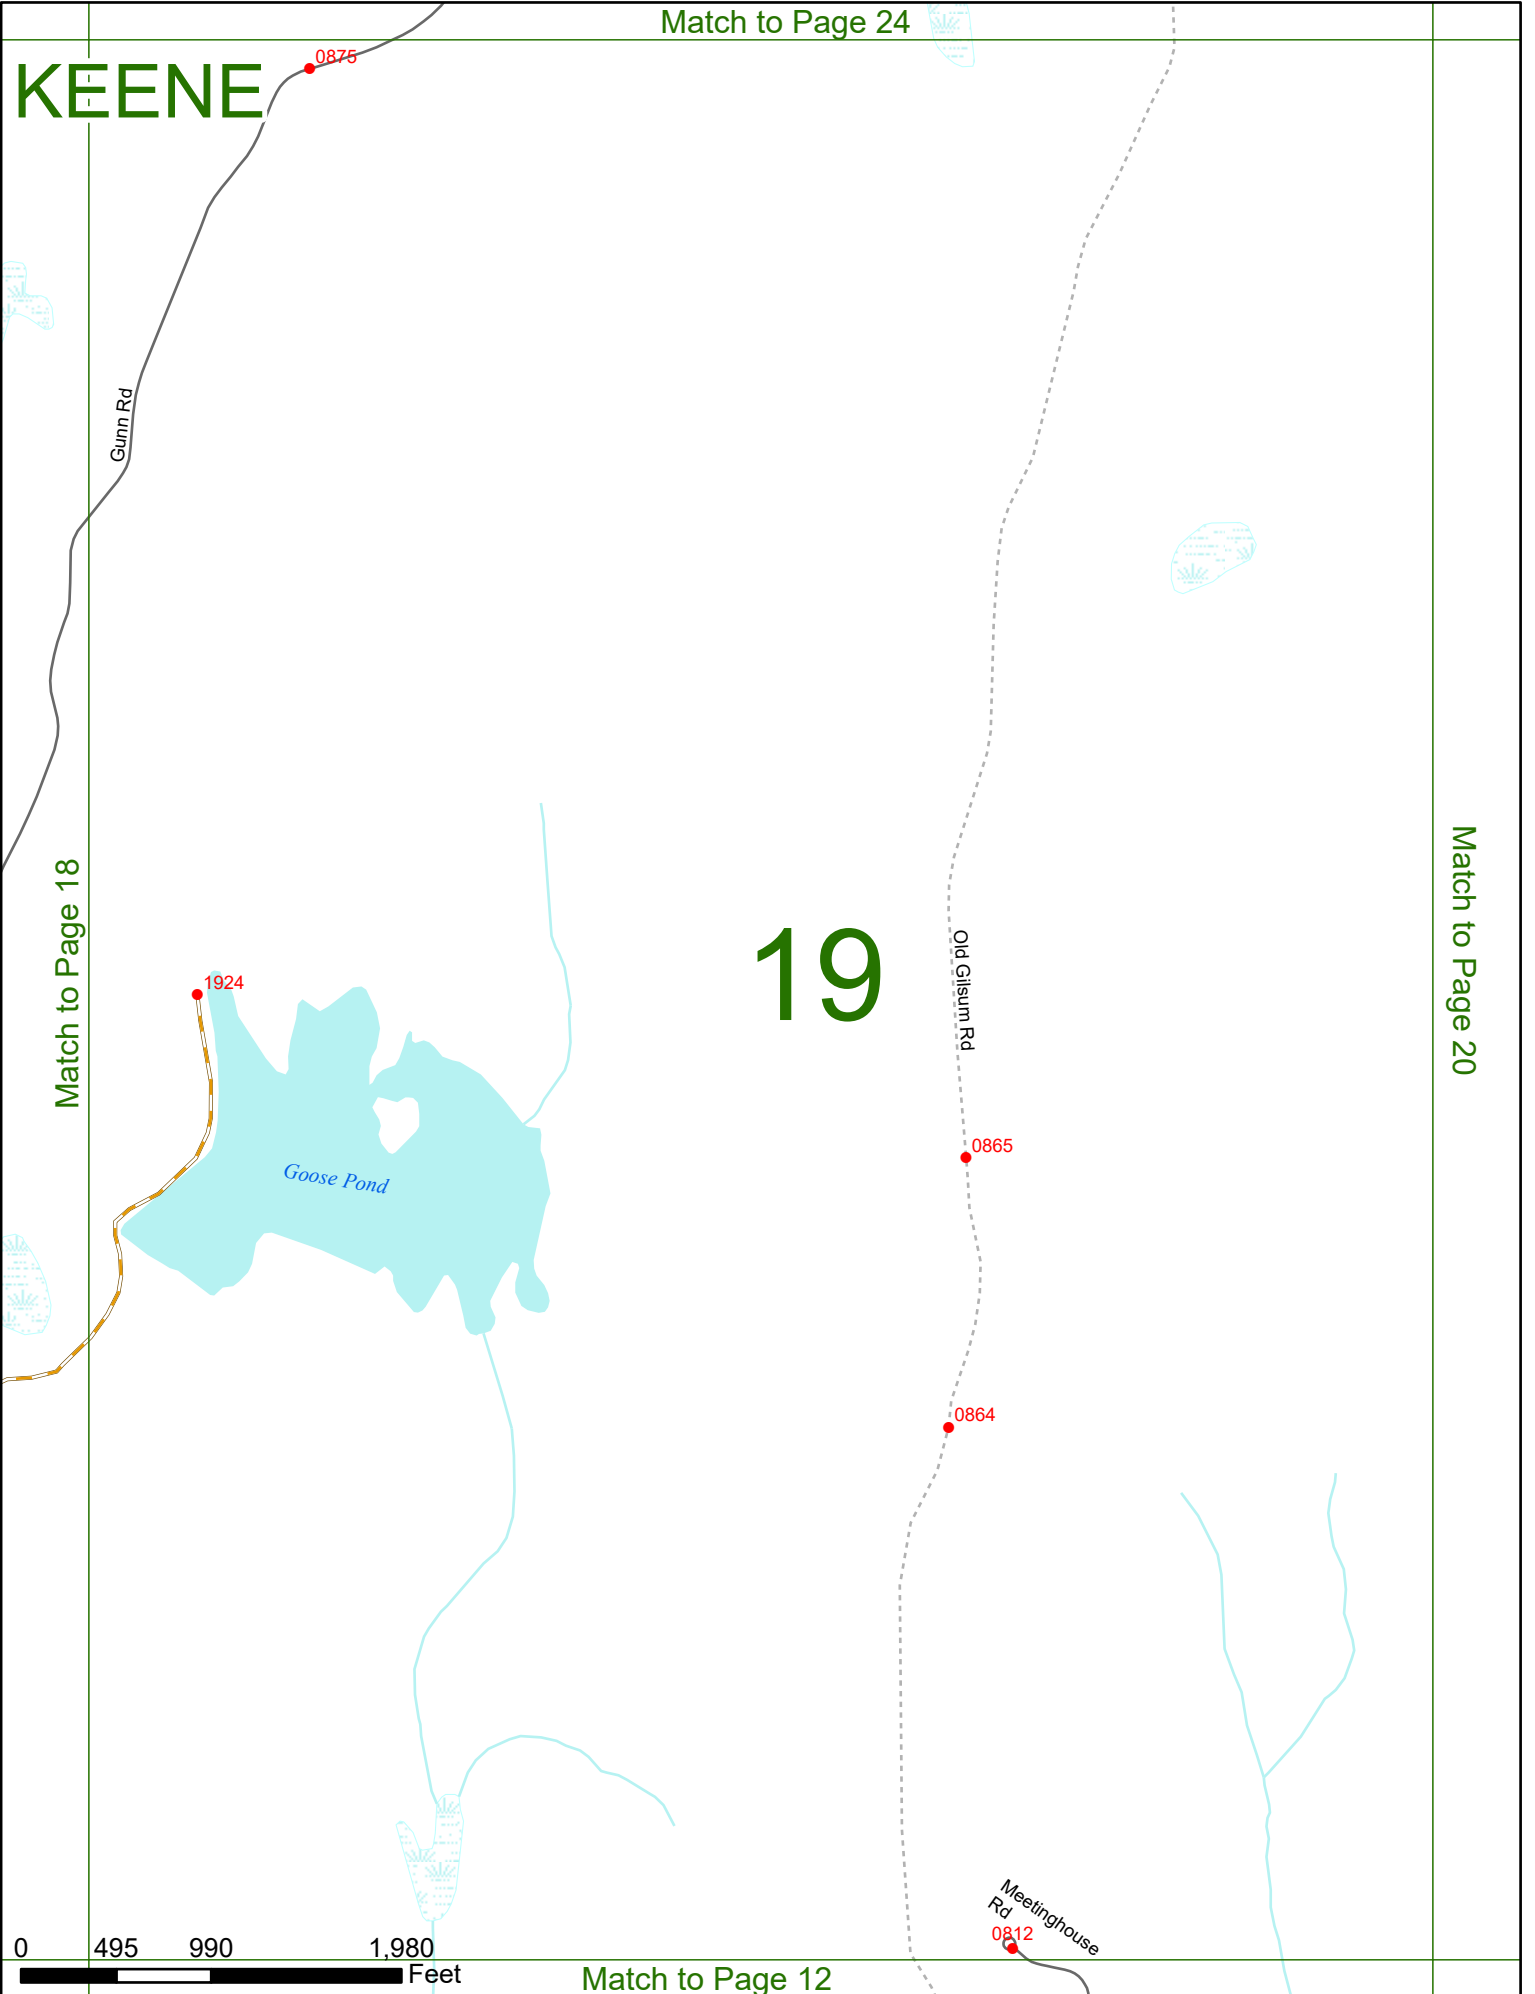 Match to Page 24
0875
KEENE
Gunn Rd
Match to Page 18
Match to Page 20
19
Old Gilsum Rd
1924
0865
Goose Pond
0864
Meetinghouse
Rd
0812
0 495 990 1,980
Feet
Match to Page 12